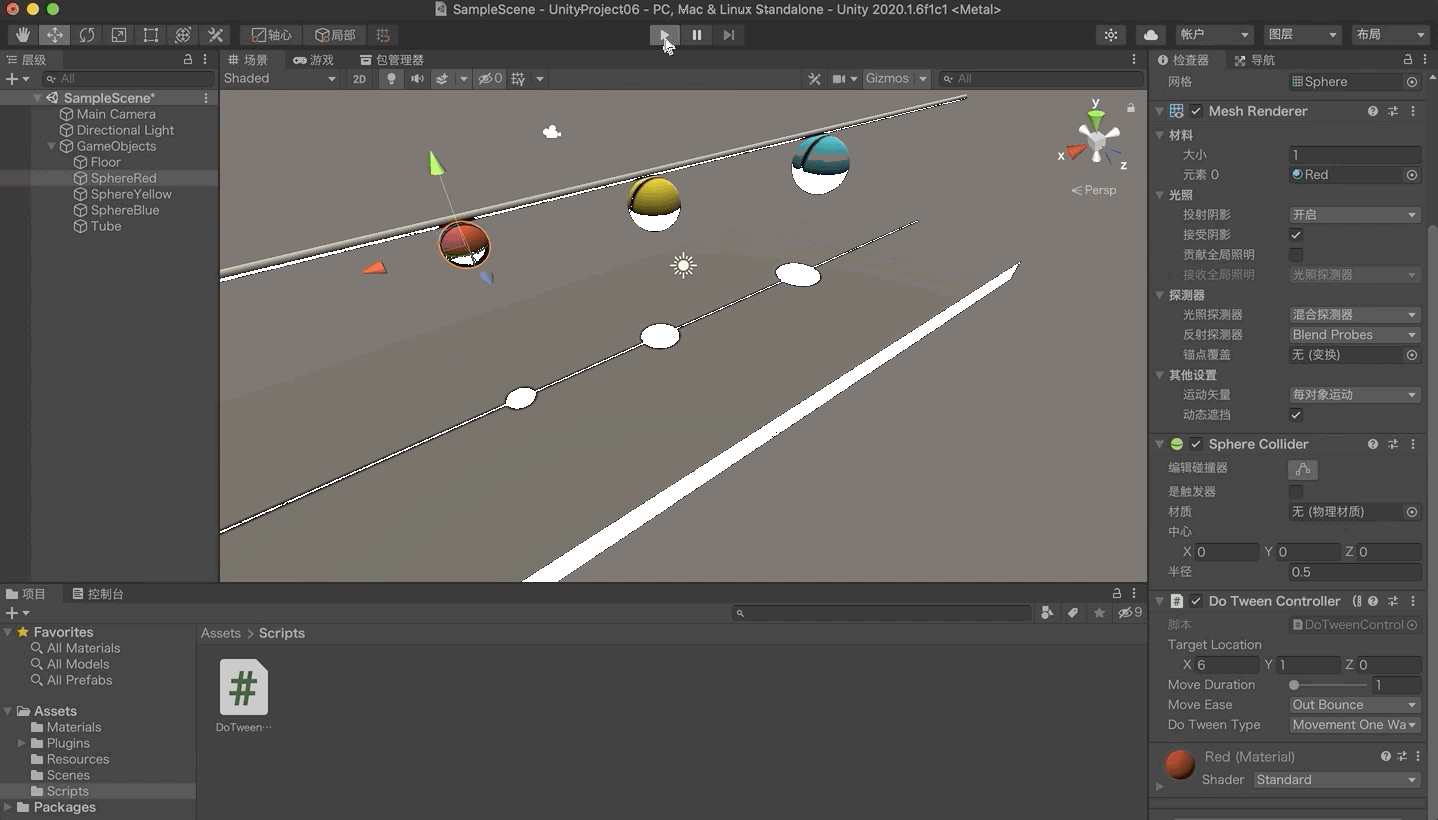 SampleScene - UnityProject06 - PC, Mac & Linux Standalone - Unity 2020.1.6f1c1 <Metal>
轴心 局部 帐户 图层 布局
层级 场景 游戏 包管理器 检查器 导航
All Shaded 2D 0 Gizmos All 网格 Sphere
SampleScene*
Main Camera
Directional Light
GameObjects
Floor
SphereRed
SphereYellow
SphereBlue
Tube
y
x
z
Persp
Mesh Renderer
材料
大小 1
元素 0 Red
光照
投射阴影 开启
接受阴影
贡献全局照明
接收全局照明 光照探测器
探测器
光照探测器 混合探测器
反射探测器 Blend Probes
锚点覆盖 无 (变换)
其他设置
运动矢量 每对象运动
动态遮挡
Sphere Collider
编辑碰撞器
是触发器
材质 无 (物理材质)
中心
X 0 Y 0 Z 0
半径 0.5
Do Tween Controller
脚本 DoTweenControl
Target Location
X 6 Y 1 Z 0
Move Duration 1
Move Ease Out Bounce
Do Tween Type Movement One Wa
Red (Material)
Shader Standard
项目 控制台
9
Favorites
All Materials
All Models
All Prefabs
Assets
Materials
Plugins
Resources
Scenes
Scripts
Packages
Assets > Scripts
#
DoTween···